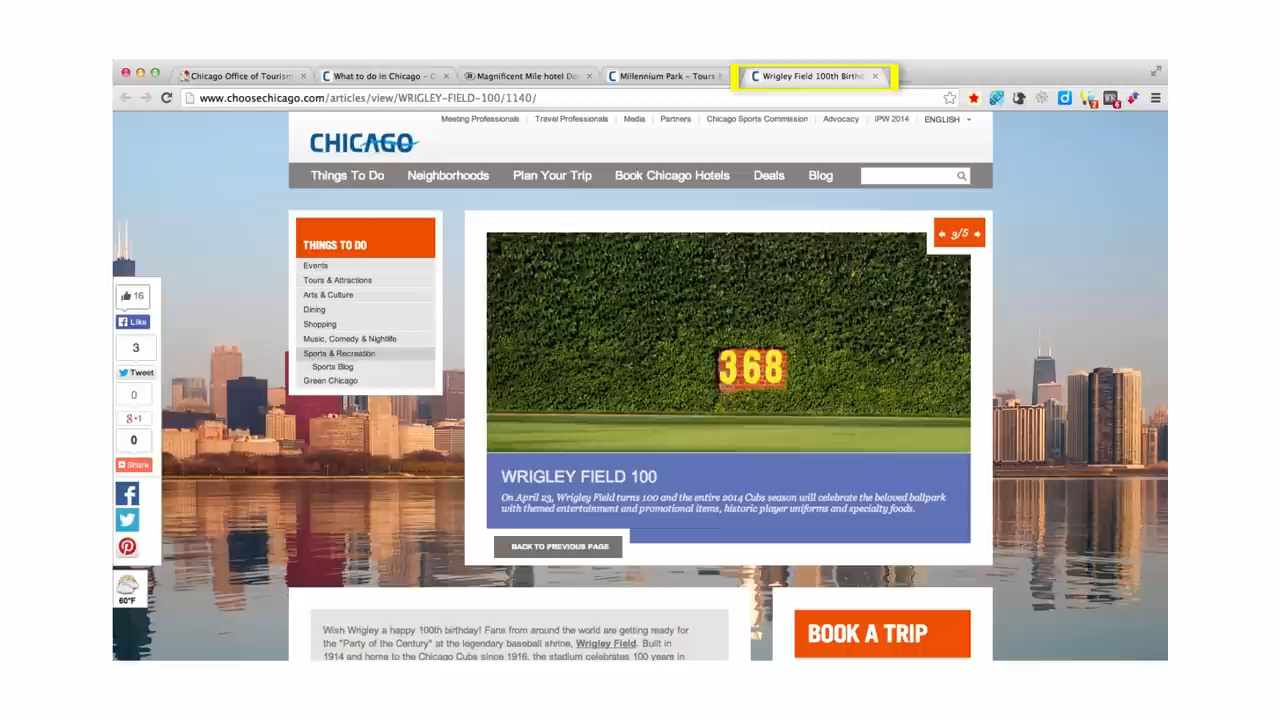 Chicago Office of Tourism
What to do in Chicago – C
Magnificent Mile hotel Do
Millennium Park – Tours
Wrigley Field 100th Birth
www.choosechicago.com/articles/view/WRIGLEY-FIELD-100/1140/
Meeting Professionals Travel Professionals Media Partners Chicago Sports Commission Advocacy IPW 2014 ENGLISH
CHICAGO
Things To Do Neighborhoods Plan Your Trip Book Chicago Hotels Deals Blog
THINGS TO DO
Events
Tours & Attractions
Arts & Culture
Dining
Shopping
Music, Comedy & Nightlife
Sports & Recreation
Sports Blog
Green Chicago
16
Like
3
Tweet
0
g+1
0
Share
60°F
3/5
368
WRIGLEY FIELD 100
On April 23, Wrigley Field turns 100 and the entire 2014 Cubs season will celebrate the beloved ballpark
with themed entertainment and promotional items, historic player uniforms and specialty foods.
BACK TO PREVIOUS PAGE
Wish Wrigley a happy 100th birthday! Fans from around the world are getting ready for
the "Party of the Century" at the legendary baseball shrine, Wrigley Field. Built in
1914 and home to the Chicago Cubs since 1916, the stadium celebrates 100 years in
BOOK A TRIP